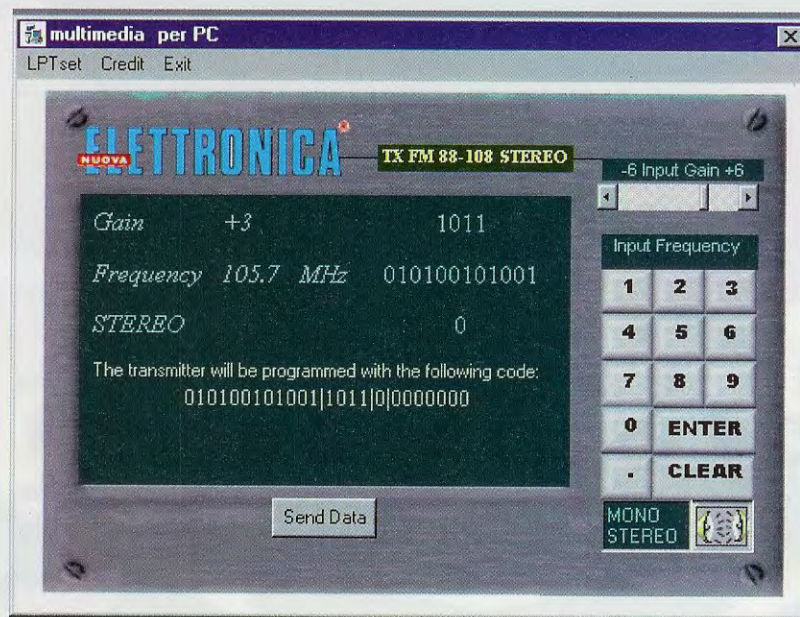 multimedia per PC
LPTset Credit Exit
NUOVA ELETTRONICA
TX FM 88-108 STEREO
-6 Input Gain +6
Gain +3 1011
Frequency 105.7 MHz 010100101001
STEREO 0
The transmitter will be programmed with the following code:
010100101001|1011|0|0000000
Send Data
Input Frequency
1 2 3
4 5 6
7 8 9
0 ENTER
. CLEAR
MONO
STEREO